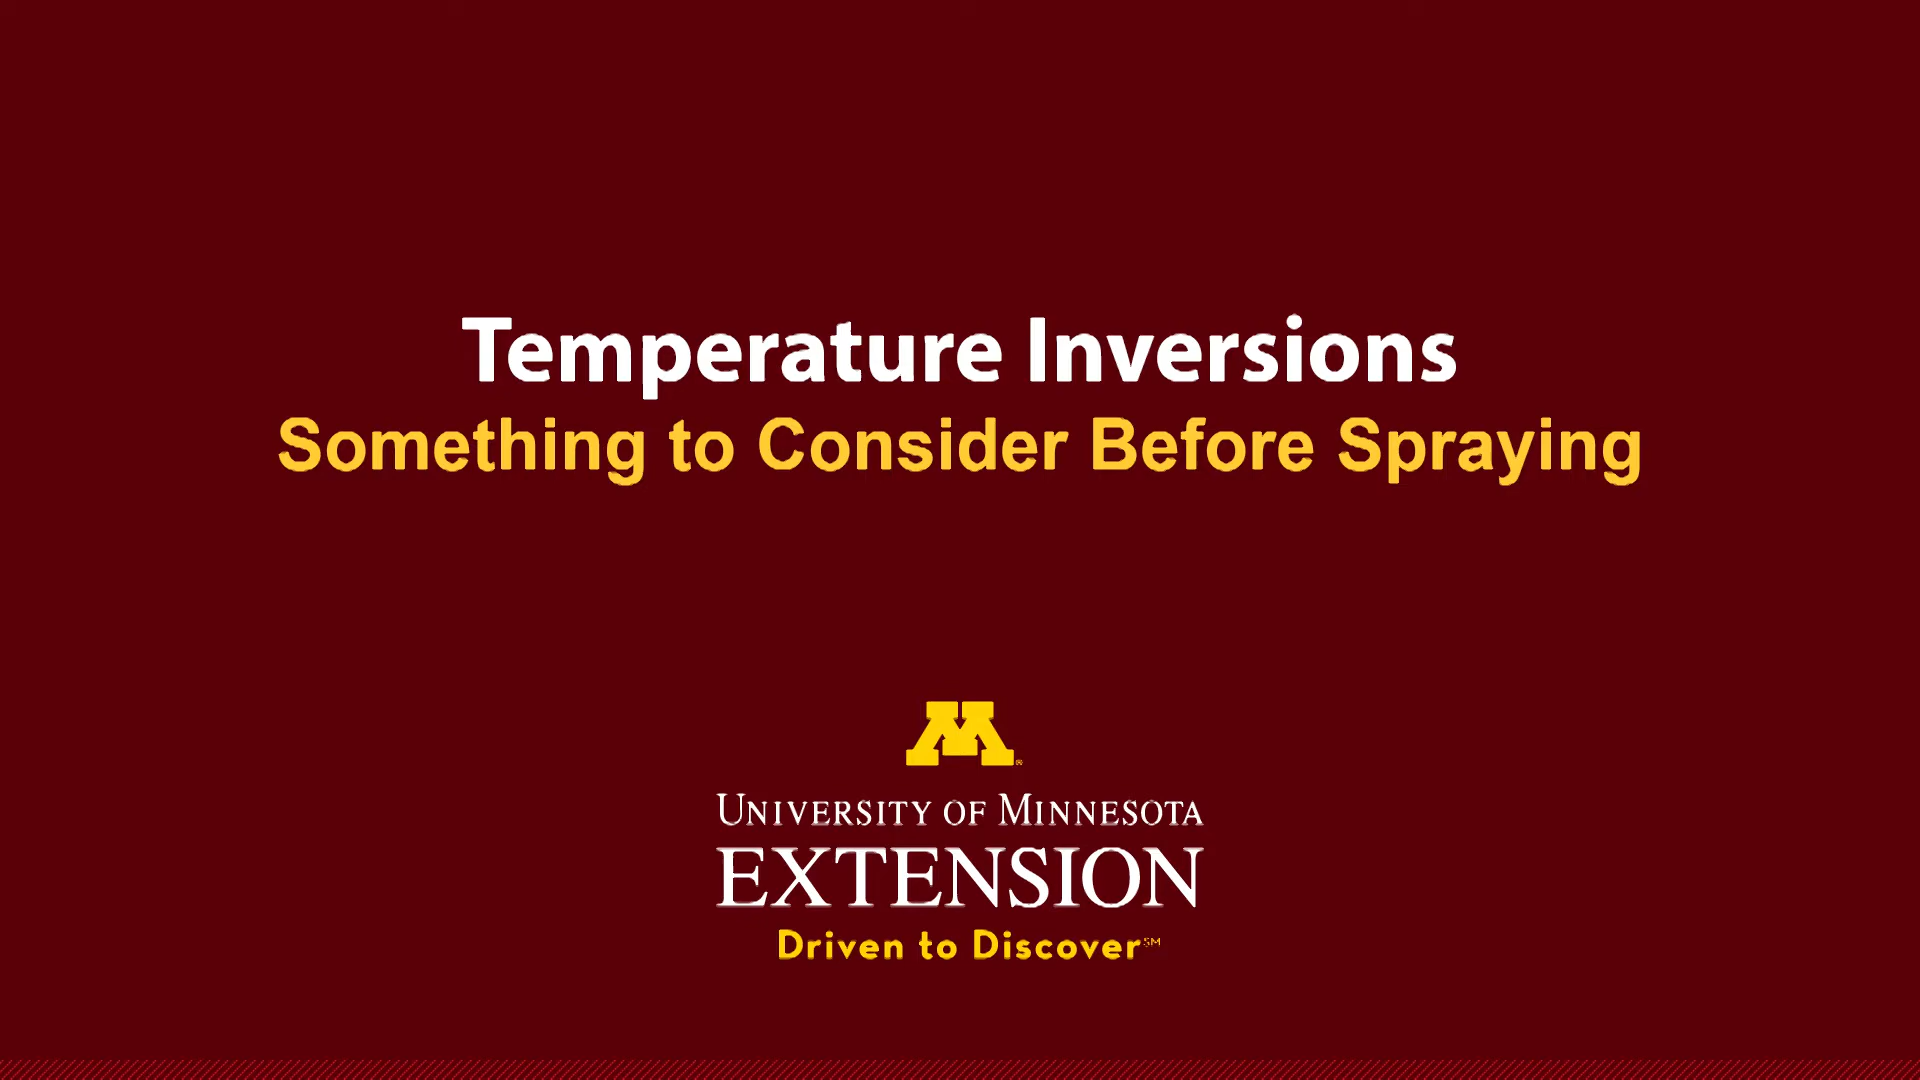 Temperature Inversions
Something to Consider Before Spraying
M®
UNIVERSITY OF MINNESOTA
EXTENSION
Driven to Discover℠